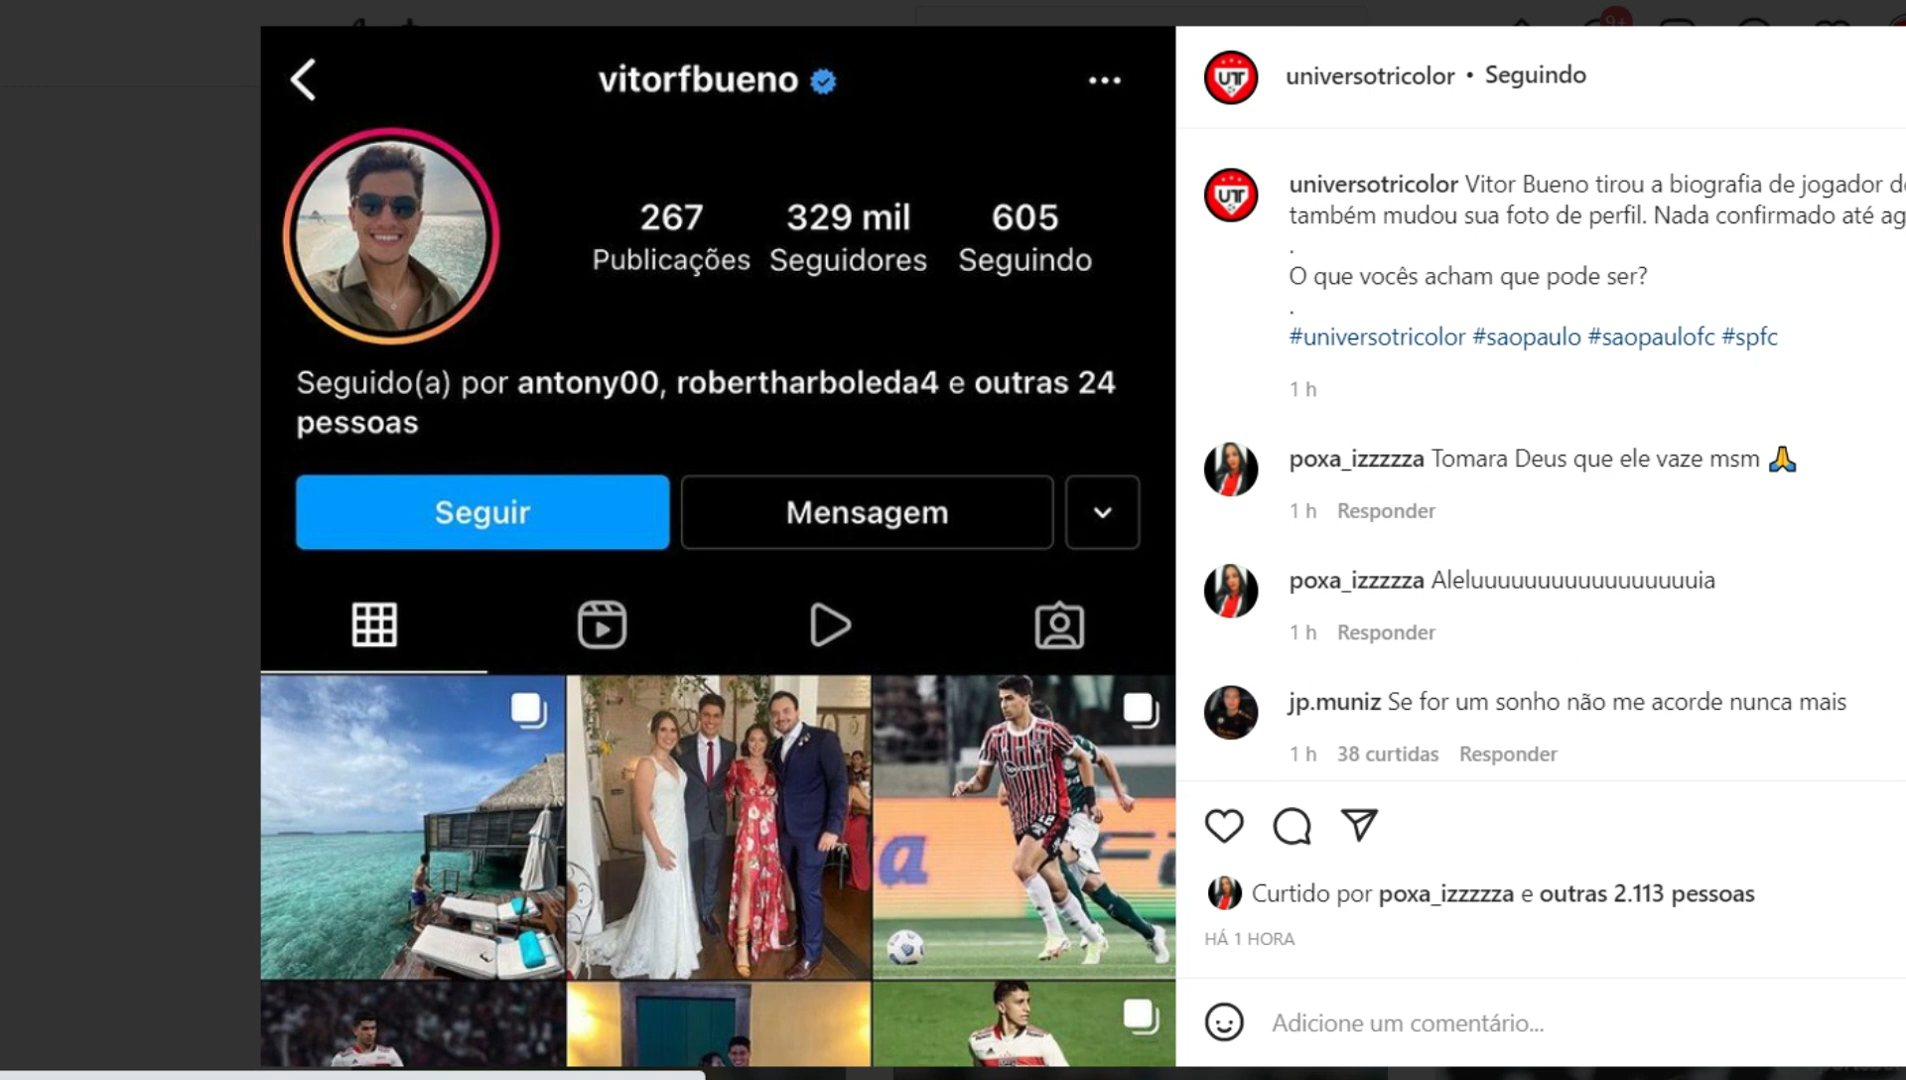 vitorfbueno
267
Publicações
329 mil
Seguidores
605
Seguindo
Seguido(a) por antony00, robertharboleda4 e outras 24
pessoas
Seguir
Mensagem
universotricolor • Seguindo
universotricolor Vitor Bueno tirou a biografia de jogador
também mudou sua foto de perfil. Nada confirmado até
.
O que vocês acham que pode ser?
.
#universotricolor #saopaulo #saopaulofc #spfc
1 h
poxa_izzzzza Tomara Deus que ele vaze msm 🙏
1 h Responder
poxa_izzzzza Aleluuuuuuuuuuuuuuuuuuia
1 h Responder
jp.muniz Se for um sonho não me acorde nunca mais
1 h 38 curtidas Responder
Curtido por poxa_izzzzza e outras 2.113 pessoas
HÁ 1 HORA
Adicione um comentário...
9+
UT
UT